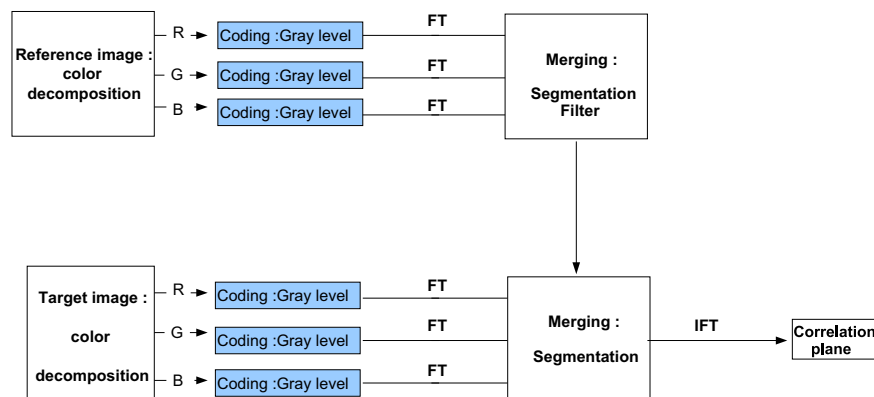 Reference image :
color
decomposition
R
Coding :Gray level
FT
G
Coding :Gray level
FT
B
Coding :Gray level
FT
Merging :
Segmentation
Filter
Target image :
color
decomposition
R
Coding :Gray level
FT
G
Coding :Gray level
FT
B
Coding :Gray level
FT
Merging :
Segmentation
IFT
Correlation
plane